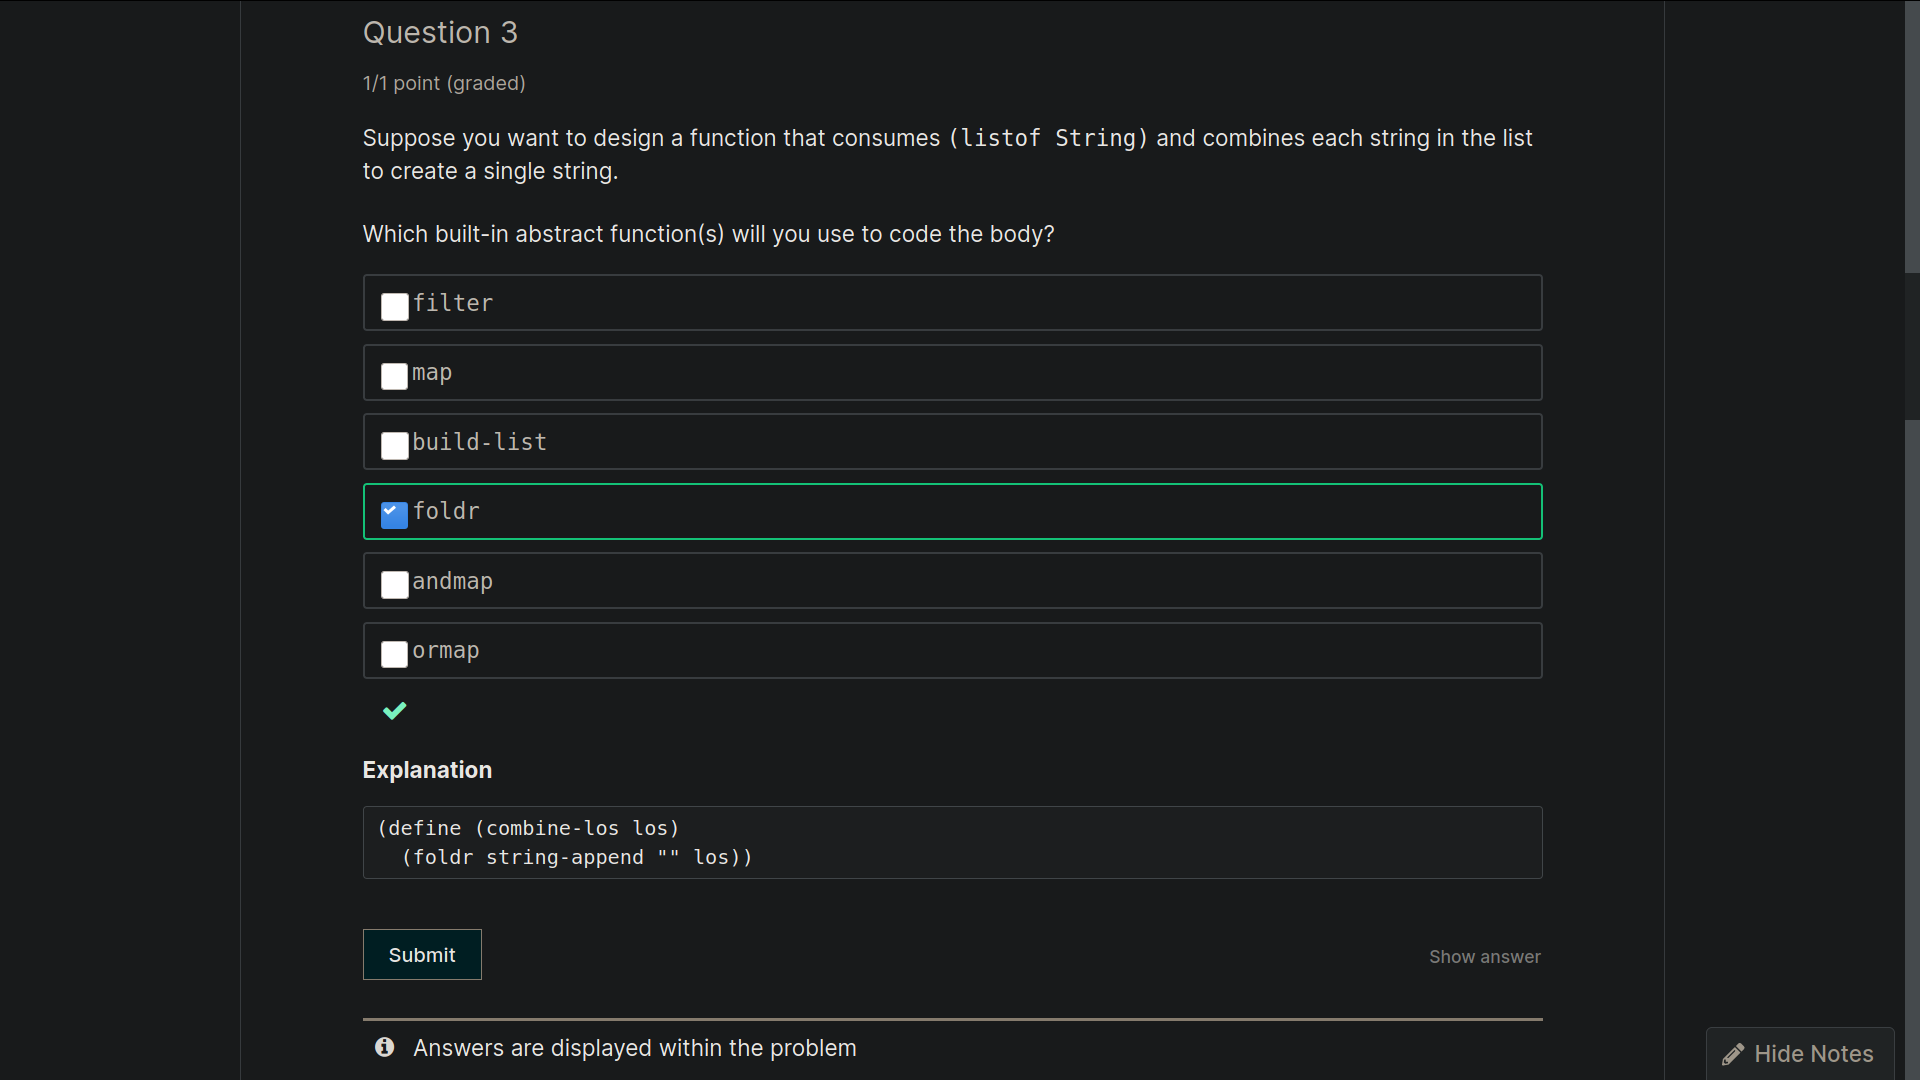 Question 3
1/1 point (graded)
Suppose you want to design a function that consumes (listof String) and combines each string in the list
to create a single string.
Which built-in abstract function(s) will you use to code the body?
filter
map
build-list
foldr
andmap
ormap
Explanation
(define (combine-los los)
  (foldr string-append "" los))
Submit
Show answer
Answers are displayed within the problem
Hide Notes